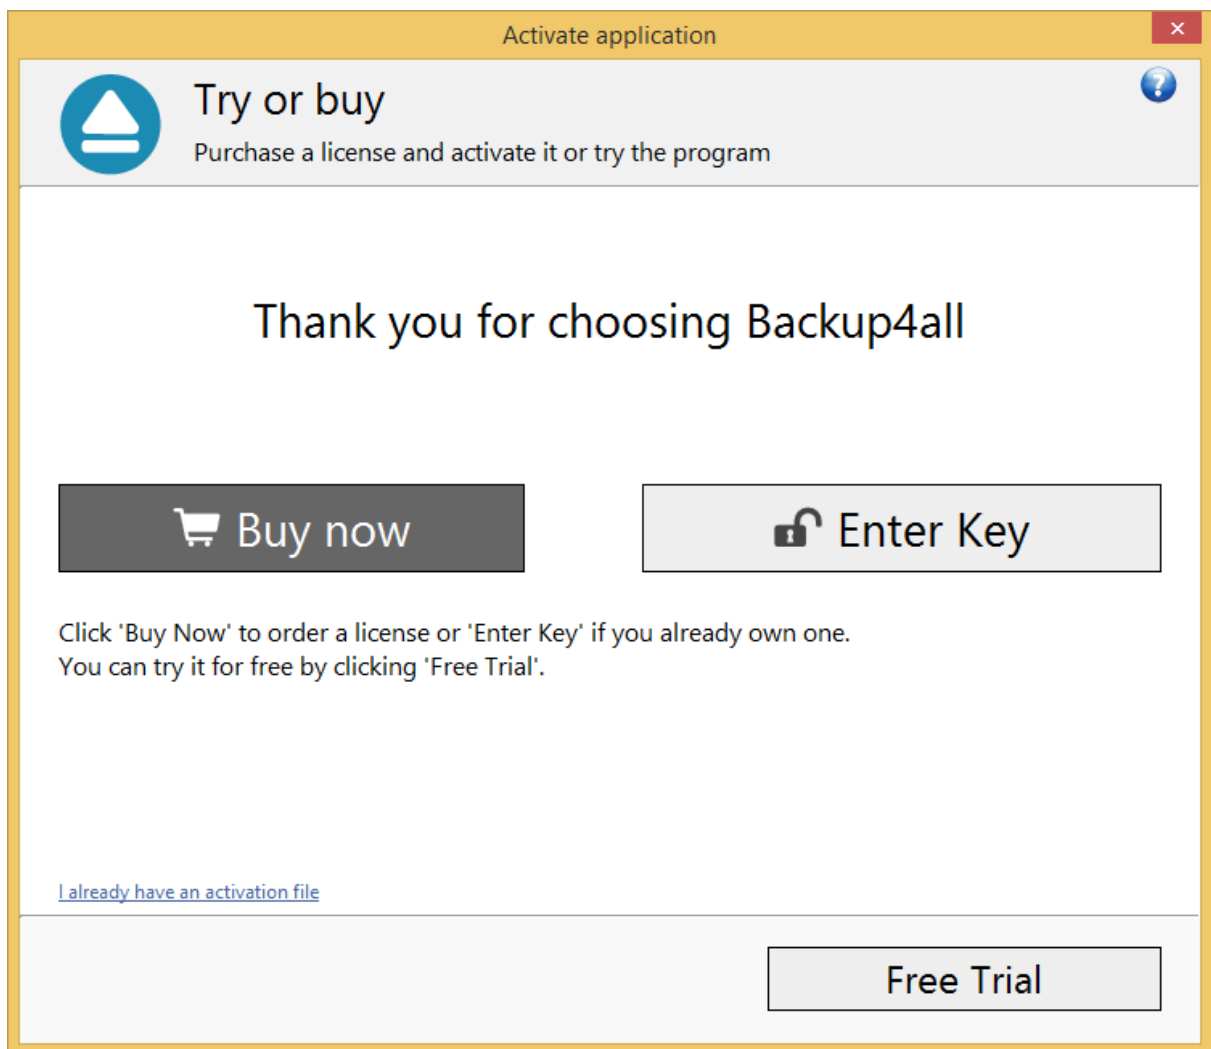 Activate application
Try or buy
Purchase a license and activate it or try the program
Thank you for choosing Backup4all
Buy now
Enter Key
Click 'Buy Now' to order a license or 'Enter Key' if you already own one.
You can try it for free by clicking 'Free Trial'.
I already have an activation file
Free Trial